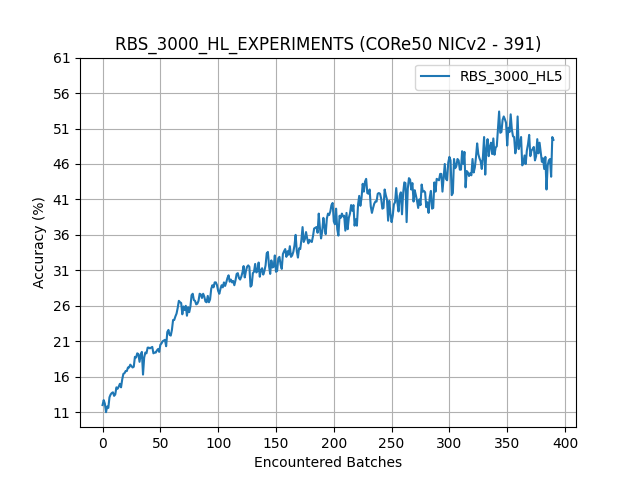 RBS_3000_HL_EXPERIMENTS (CORe50 NICv2 - 391)
RBS_3000_HL5
61
56
51
46
41
36
31
26
21
16
11
Accuracy (%)
0 50 100 150 200 250 300 350 400
Encountered Batches